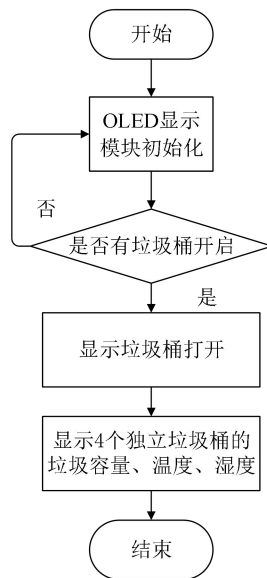 开始
OLED显示
模块初始化
否
是否有垃圾桶开启
是
显示垃圾桶打开
显示4个独立垃圾桶的
垃圾容量、温度、湿度
结束